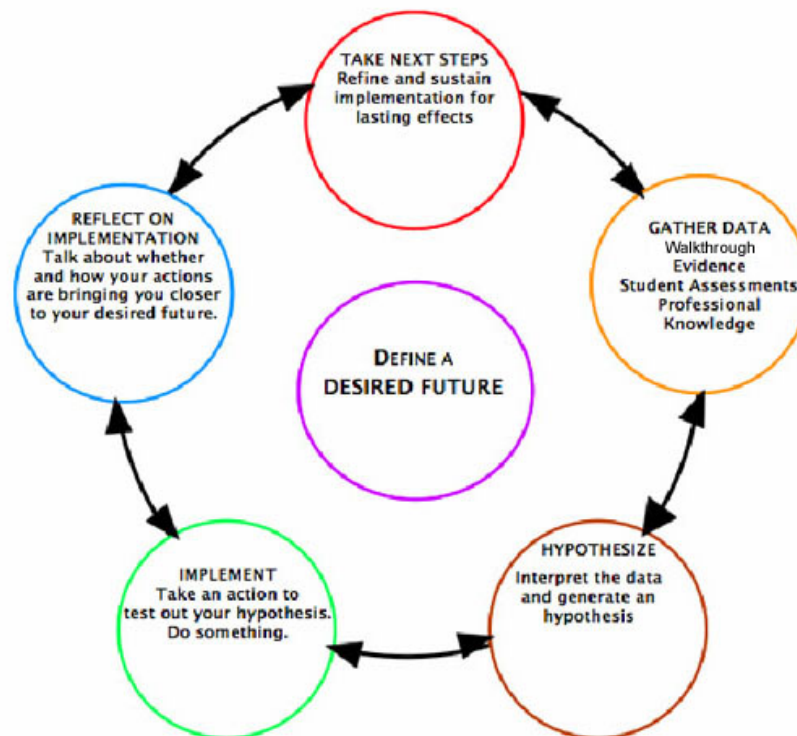 TAKE NEXT STEPS
Refine and sustain
implementation for
lasting effects
GATHER DATA
Walkthrough
Evidence
Student Assessments
Professional
Knowledge
HYPOTHESIZE
Interpret the data
and generate an
hypothesis
IMPLEMENT
Take an action to
test out your hypothesis.
Do something.
REFLECT ON
IMPLEMENTATION
Talk about whether
and how your actions
are bringing you closer
to your desired future.
DEFINE A
DESIRED FUTURE